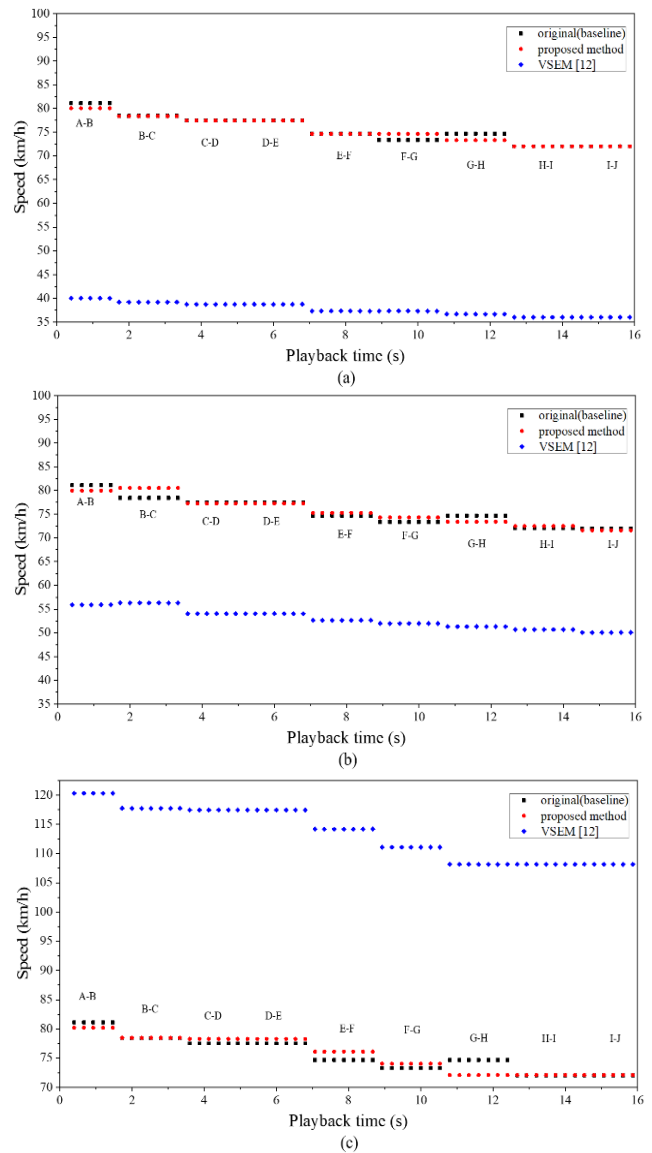 100
95
90
85
80
75
70
65
60
55
50
45
40
35
Speed (km/h)
original(baseline)
proposed method
VSEM [12]
A-B
B-C
C-D
D-E
E-F
F-G
G-H
H-I
I-J
0 2 4 6 8 10 12 14 16
Playback time (s)
(a)
100
95
90
85
80
75
70
65
60
55
50
45
40
35
Speed (km/h)
original(baseline)
proposed method
VSEM [12]
A-B
B-C
C-D
D-E
E-F
F-G
G-H
H-I
I-J
0 2 4 6 8 10 12 14 16
Playback time (s)
(b)
120
115
110
105
100
95
90
85
80
75
70
Speed (km/h)
original(baseline)
proposed method
VSEM [12]
A-B
B-C
C-D
D-E
E-F
F-G
G-H
H-I
I-J
0 2 4 6 8 10 12 14 16
Playback time (s)
(c)